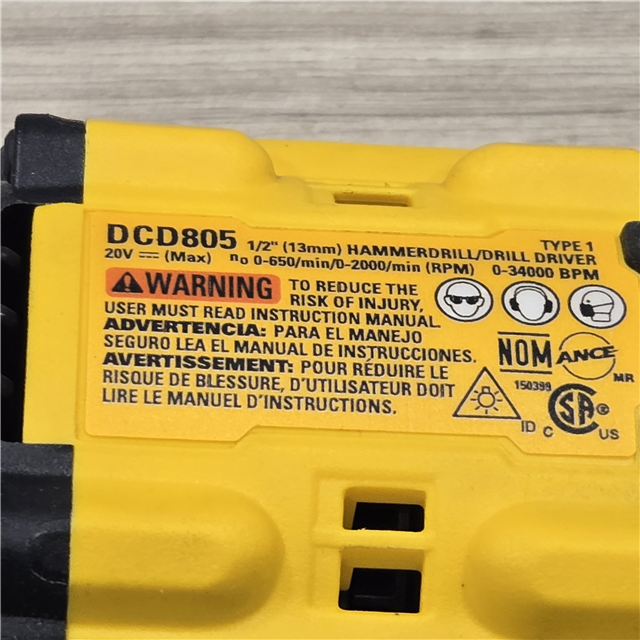 DCD805 1/2" (13mm) HAMMERDRILL/DRILL DRIVER TYPE 1
20V ⎓ (Max) n₀ 0-650/min/0-2000/min (RPM) 0-34000 BPM
WARNING TO REDUCE THE
RISK OF INJURY,
USER MUST READ INSTRUCTION MANUAL.
ADVERTENCIA: PARA EL MANEJO
SEGURO LEA EL MANUAL DE INSTRUCCIONES.
AVERTISSEMENT: POUR RÉDUIRE LE
RISQUE DE BLESSURE, D'UTILISATEUR DOIT
LIRE LE MANUEL D'INSTRUCTIONS.
NOM ANCE MR
150399
ID C SA ® US